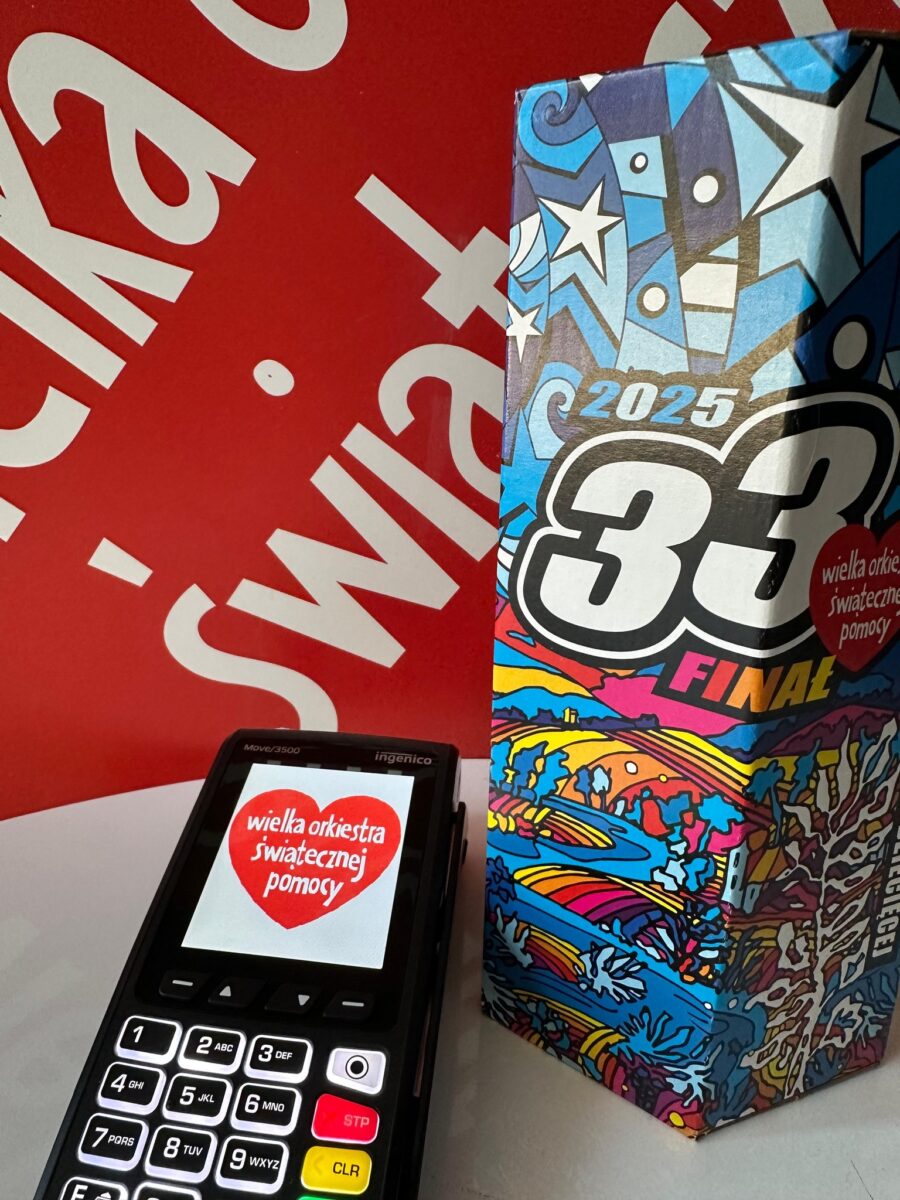 świąt
2025
33
FINAŁ
wielka
świątecznej
pomocy
Move/3500
ingenico
wielka orkiestra
świątecznej
pomocy
1
2 ABC
3 DEF
4 GHI
5 JKL
6 MNO
STP
7 PQRS
8 TUV
9 WXYZ
CLR
F